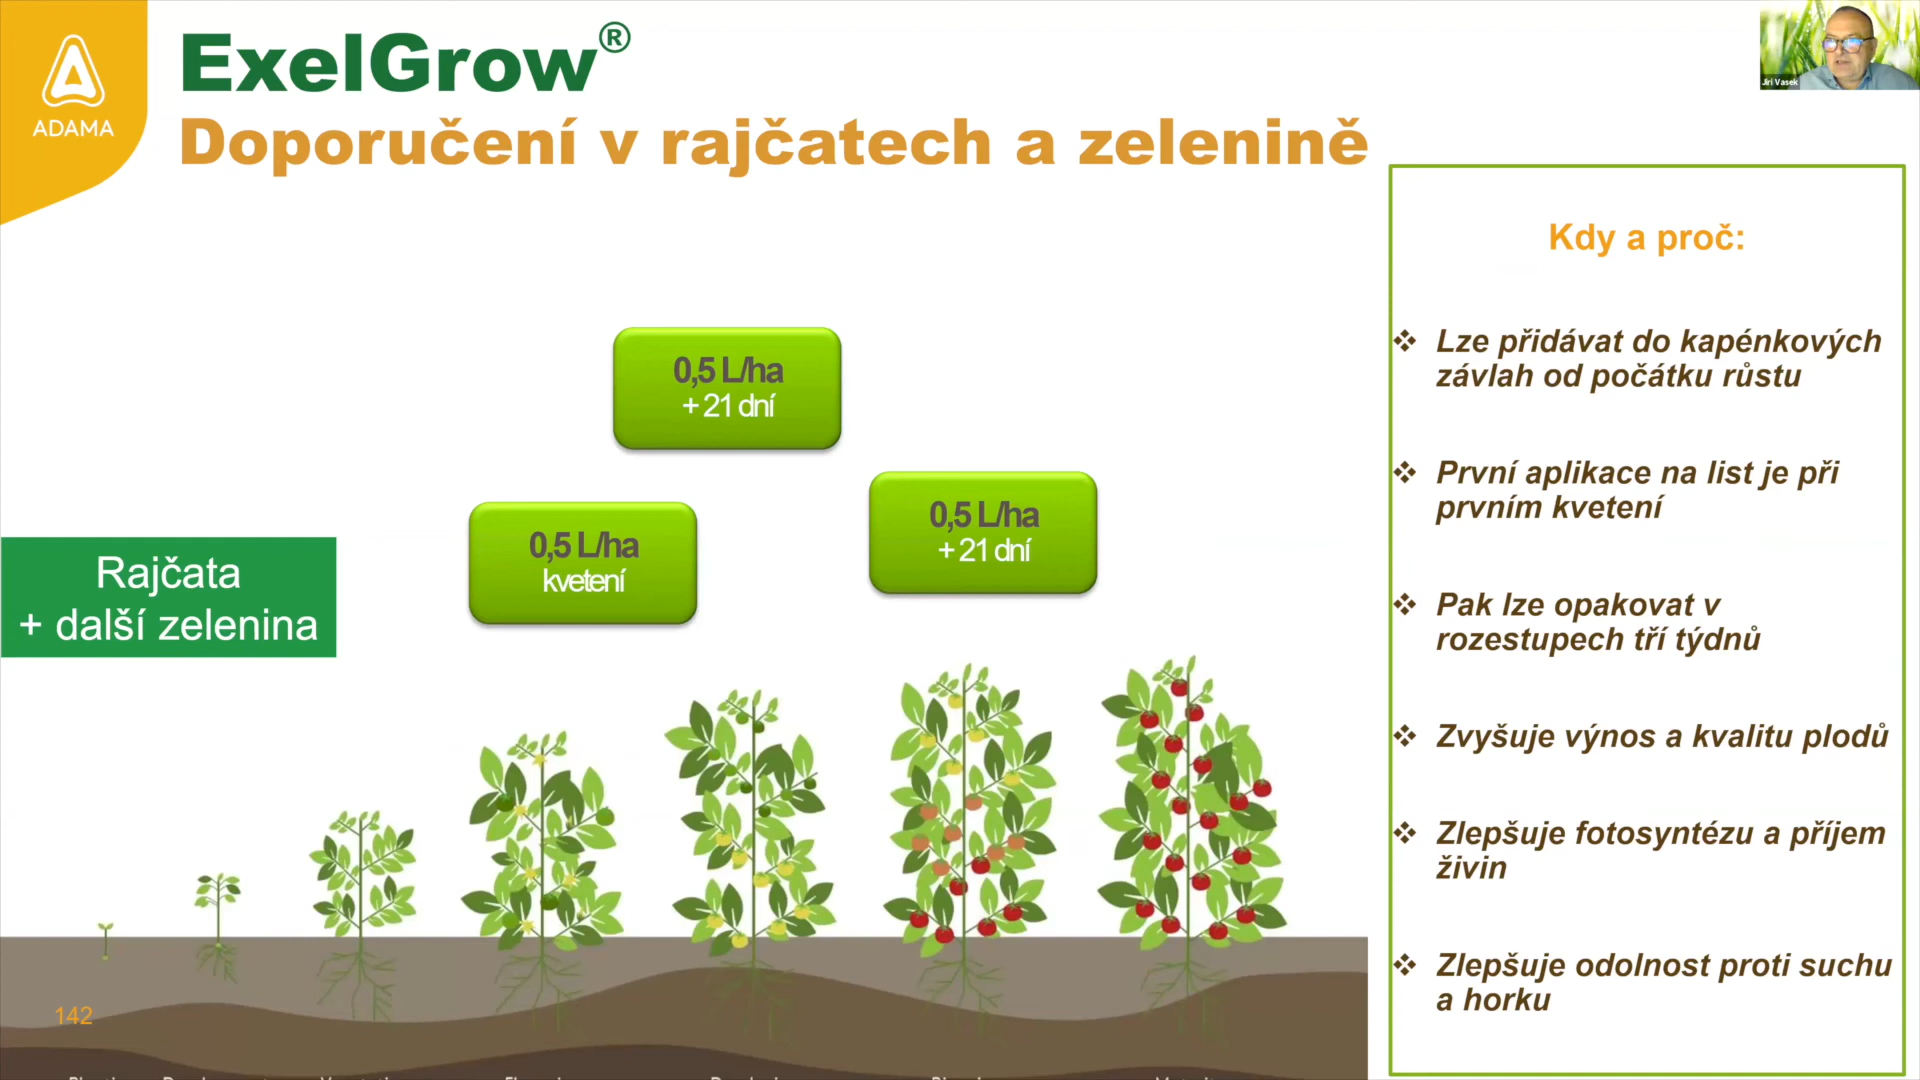 ADAMA
ExelGrow®
Doporučení v rajčatech a zelenině
Jiri Vasek
0,5 L/ha
+ 21 dní
0,5 L/ha
kvetení
0,5 L/ha
+ 21 dní
Rajčata
+ další zelenina
142
Kdy a proč:
❖ Lze přidávat do kapénkových
závlah od počátku růstu
❖ První aplikace na list je při
prvním kvetení
❖ Pak lze opakovat v
rozestupech tří týdnů
❖ Zvyšuje výnos a kvalitu plodů
❖ Zlepšuje fotosyntézu a příjem
živin
❖ Zlepšuje odolnost proti suchu
a horku